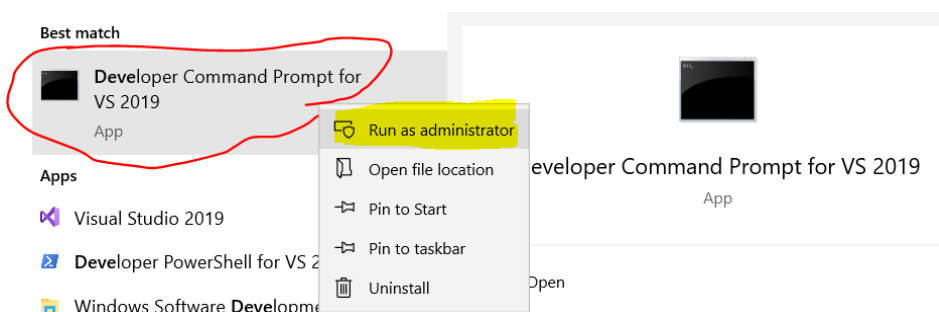 Best match
Developer Command Prompt for
VS 2019
App
Run as administrator
Open file location
Pin to Start
Pin to taskbar
Uninstall
Apps
Visual Studio 2019
Developer PowerShell for VS 2
Windows Software Developme
eveloper Command Prompt for VS 2019
App
Open